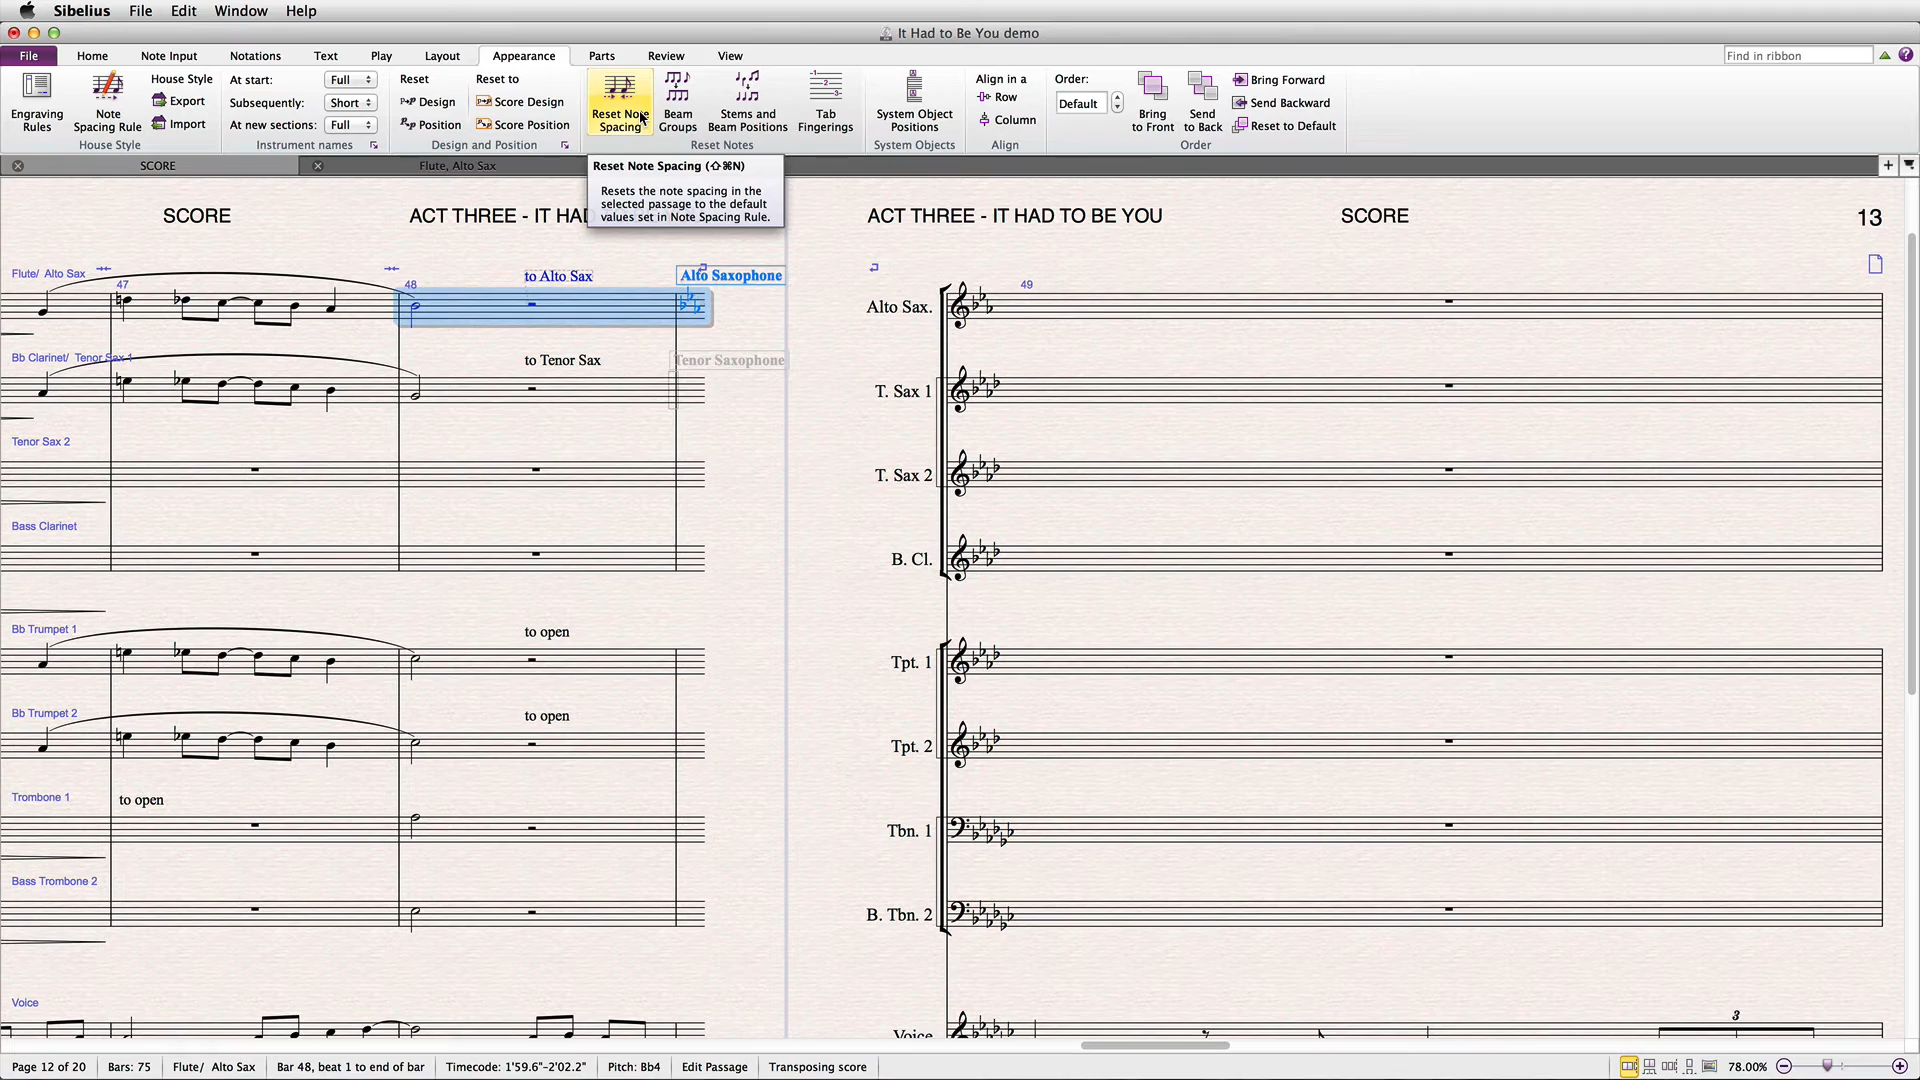 Sibelius File Edit Window Help
It Had to Be You demo
File Home Note Input Notations Text Play Layout Appearance Parts Review View Find in ribbon
Engraving Rules
Note Spacing Rule
House Style
Export
Import
House Style
At start: Full
Subsequently: Short
At new sections: Full
Instrument names
Reset
Design
Position
Reset to
Score Design
Score Position
Design and Position
Reset Note Spacing
Beam Groups
Stems and Beam Positions
Tab Fingerings
Reset Notes
System Object Positions
System Objects
Align in a
Row
Column
Align
Order:
Default
Bring to Front
Send to Back
Bring Forward
Send Backward
Reset to Default
Order
SCORE
Flute, Alto Sax
Reset Note Spacing (⇧⌘N)
Resets the note spacing in the
selected passage to the default
values set in Note Spacing Rule.
SCORE
ACT THREE - IT HAD
ACT THREE - IT HAD TO BE YOU
SCORE
13
Flute/ Alto Sax
47
48
to Alto Sax
Alto Saxophone
49
Alto Sax.
Bb Clarinet/ Tenor Sax 1
to Tenor Sax
Tenor Saxophone
T. Sax 1
Tenor Sax 2
T. Sax 2
Bass Clarinet
B. Cl.
Bb Trumpet 1
to open
Tpt. 1
Bb Trumpet 2
to open
Tpt. 2
Trombone 1
to open
Tbn. 1
Bass Trombone 2
B. Tbn. 2
Voice
Voice
3
Page 12 of 20 Bars: 75 Flute/ Alto Sax Bar 48, beat 1 to end of bar Timecode: 1'59.6"-2'02.2" Pitch: Bb4 Edit Passage Transposing score 78.00%